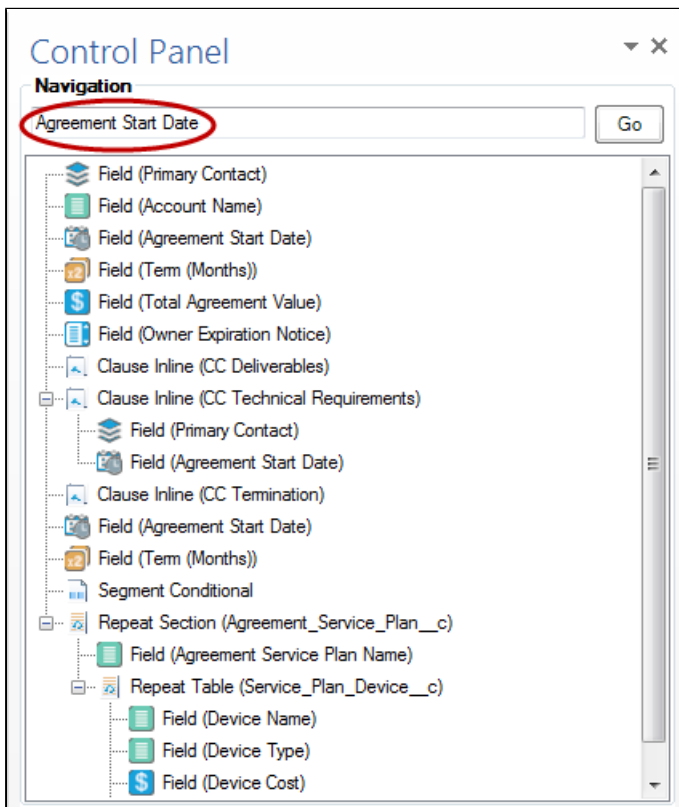 Control Panel
Navigation
Agreement Start Date
Go
Field (Primary Contact)
Field (Account Name)
Field (Agreement Start Date)
Field (Term (Months))
Field (Total Agreement Value)
Field (Owner Expiration Notice)
Clause Inline (CC Deliverables)
Clause Inline (CC Technical Requirements)
Field (Primary Contact)
Field (Agreement Start Date)
Clause Inline (CC Termination)
Field (Agreement Start Date)
Field (Term (Months))
Segment Conditional
Repeat Section (Agreement_Service_Plan__c)
Field (Agreement Service Plan Name)
Repeat Table (Service_Plan_Device__c)
Field (Device Name)
Field (Device Type)
Field (Device Cost)